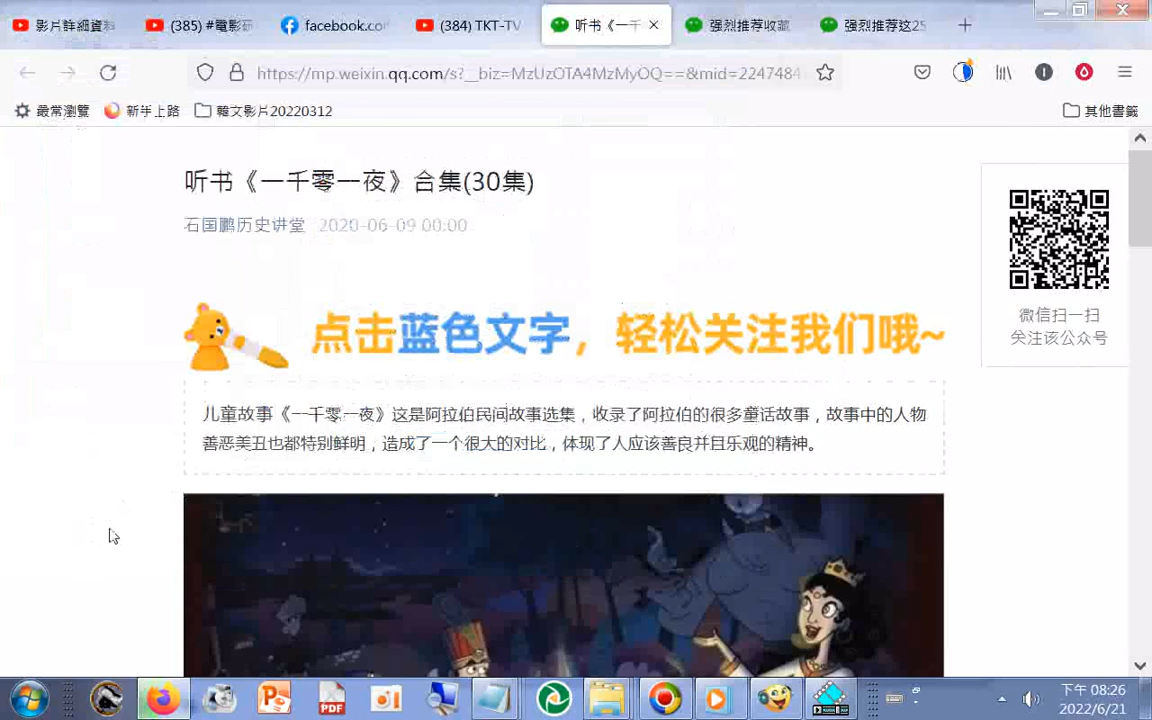 影片詳細資料
(385) #電影研
facebook.com
(384) TKT-TV
听书《一千
强烈推荐收藏
强烈推荐这25
https://mp.weixin.qq.com/s?__biz=MzUzOTA4MzMyOQ==&mid=2247484
最常瀏覽
新手上路
韓文影片20220312
其他書籤
听书《一千零一夜》合集(30集)
石国鹏历史讲堂 2020-06-09 00:00
点击蓝色文字，轻松关注我们哦~
微信扫一扫
关注该公众号
儿童故事《一千零一夜》这是阿拉伯民间故事选集，收录了阿拉伯的很多童话故事，故事中的人物
善恶美丑也都特别鲜明，造成了一个很大的对比，体现了人应该善良并且乐观的精神。
PDF
下午 08:26
2022/6/21